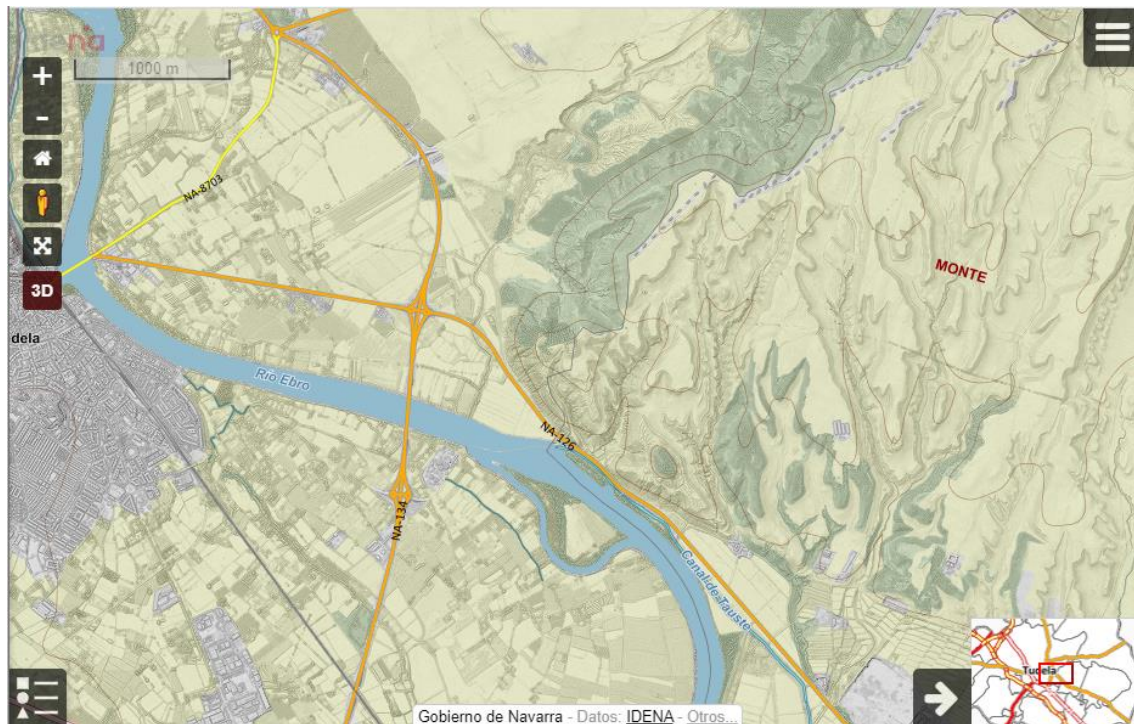 1000 m
+
-
NA-8703
3D
MONTE
dela
Río Ebro
NA-126
NA-134
Canal de Tauste
Tudela
Gobierno de Navarra - Datos: IDENA - Otros...